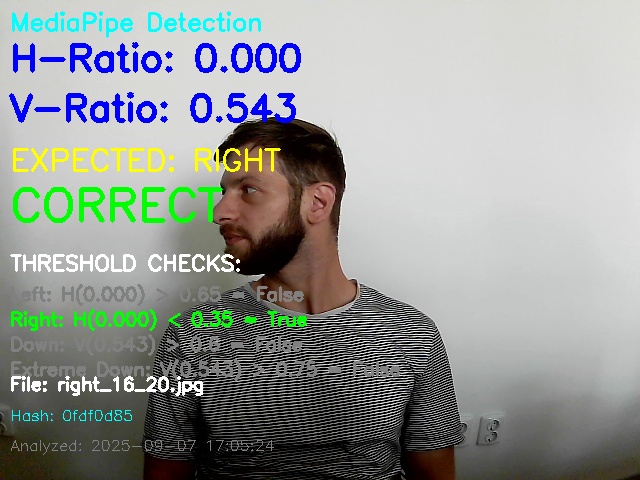 MediaPipe Detection
H-Ratio: 0.000
V-Ratio: 0.543
EXPECTED: RIGHT
CORRECT
THRESHOLD CHECKS:
Left: H(0.000) > 0.65 = False
Right: H(0.000) < 0.35 = True
Down: V(0.543) > 0.6 = False
Extreme Down: V(0.543) > 0.75 = False
File: right_16_20.jpg
Hash: 0fdf0d85
Analyzed: 2025-09-07 17:05:24